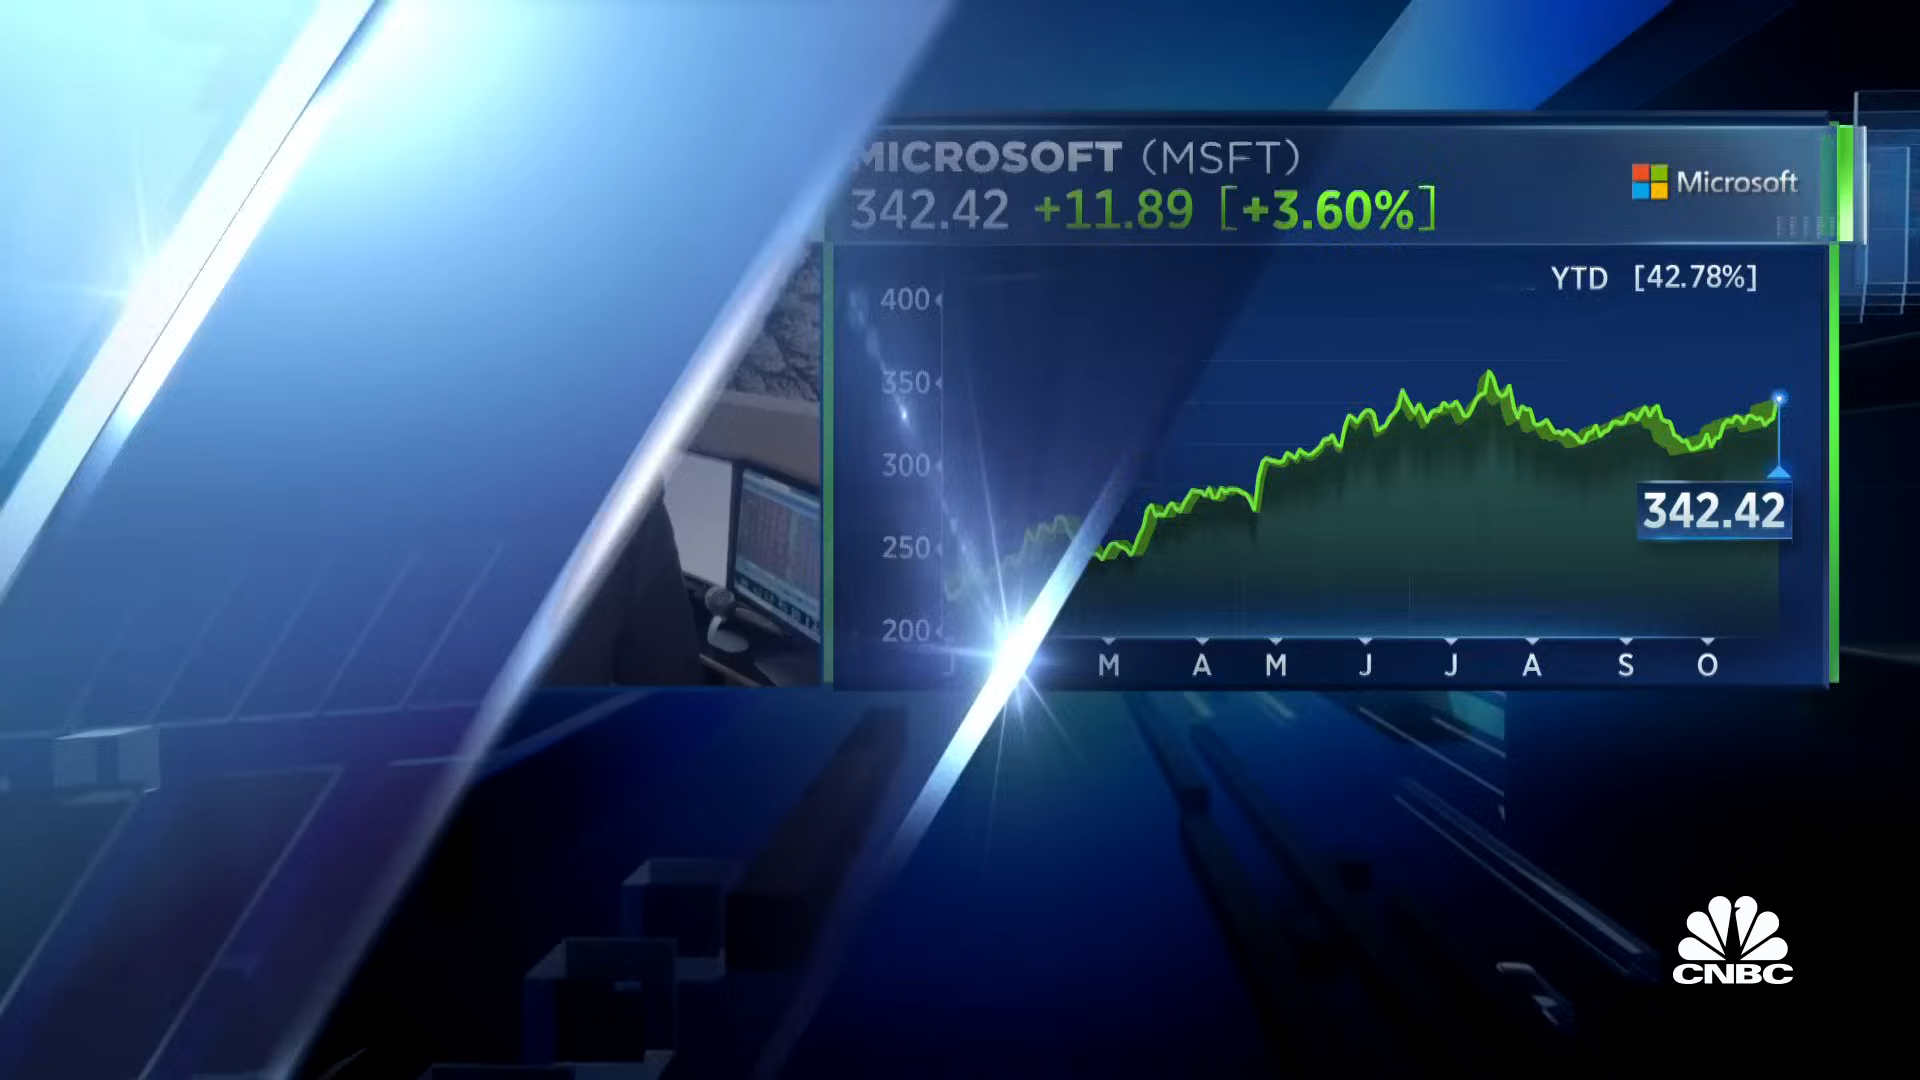 MICROSOFT (MSFT)
342.42 +11.89 [+3.60%]
Microsoft
YTD [42.78%]
400
350
300
250
200
342.42
J M A M J J A S O
CNBC